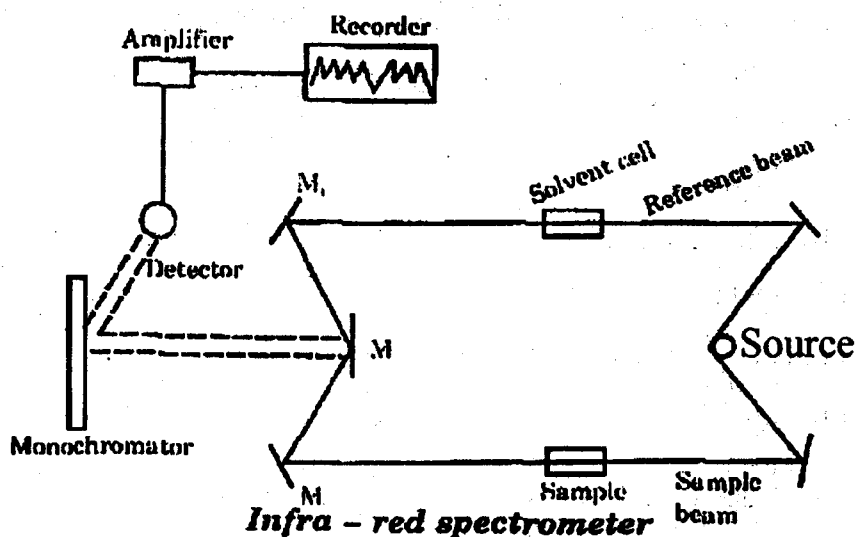 Recorder
Amplifier
Solvent cell
Reference beam
M₁
Detector
M
Source
Monochromator
M
Sample
Sample
beam
Infra - red spectrometer